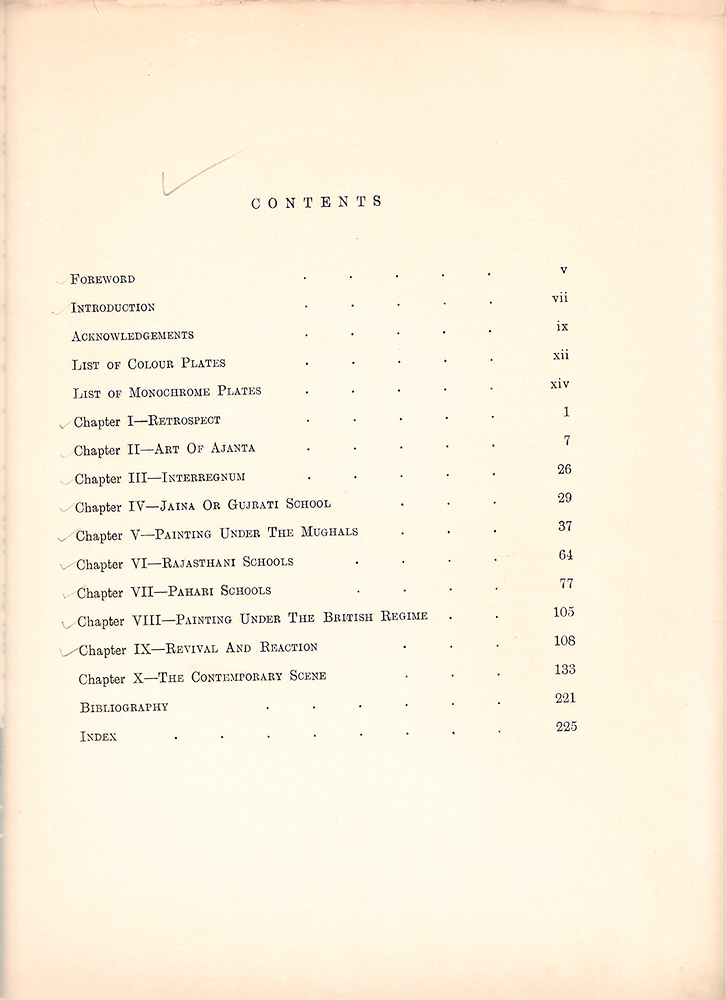 CONTENTS
FOREWORD . . . . . v
INTRODUCTION . . . . . vii
ACKNOWLEDGEMENTS . . . . . ix
LIST OF COLOUR PLATES . . . . . xii
LIST OF MONOCHROME PLATES . . . . . xiv
Chapter I—RETROSPECT . . . . . 1
Chapter II—ART OF AJANTA . . . . . 7
Chapter III—INTERREGNUM . . . . . 26
Chapter IV—JAINA OR GUJRATI SCHOOL . . . 29
Chapter V—PAINTING UNDER THE MUGHALS . . . 37
Chapter VI—RAJASTHANI SCHOOLS . . . . 64
Chapter VII—PAHARI SCHOOLS . . . . 77
Chapter VIII—PAINTING UNDER THE BRITISH REGIME . . 105
Chapter IX—REVIVAL AND REACTION . . . 108
Chapter X—THE CONTEMPORARY SCENE . . . 133
BIBLIOGRAPHY . . . . . . 221
INDEX . . . . . . . . 225